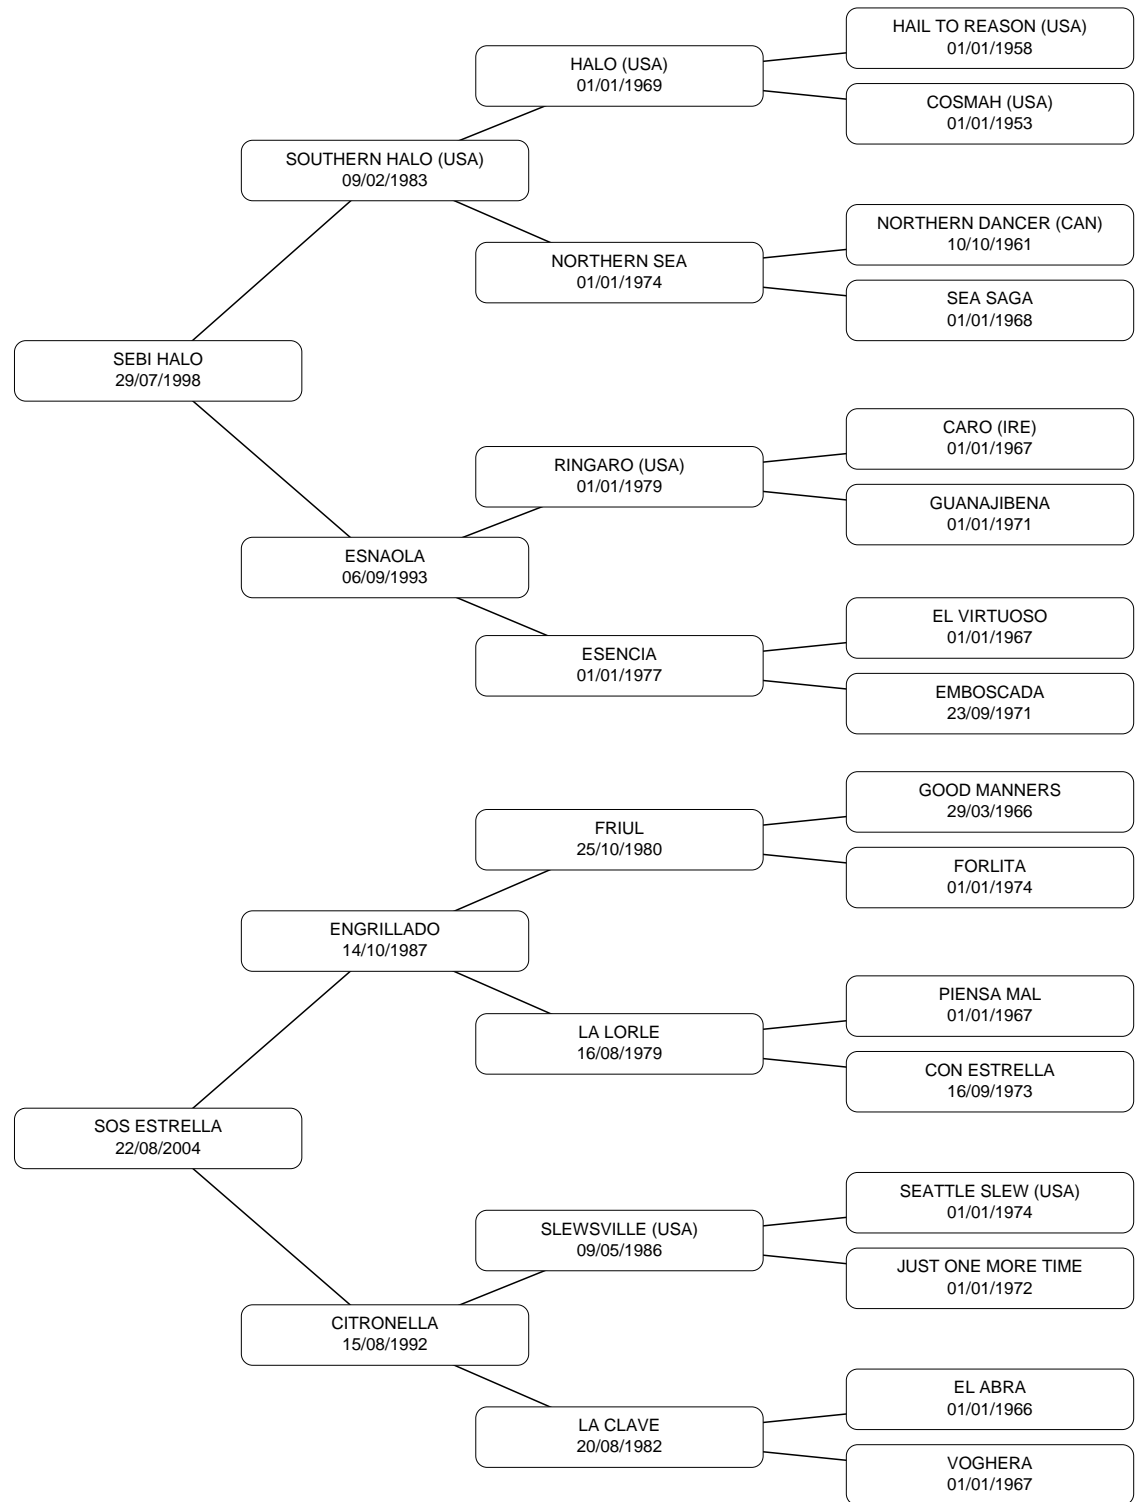 HAIL TO REASON (USA)
01/01/1958
HALO (USA)
01/01/1969
COSMAH (USA)
01/01/1953
SOUTHERN HALO (USA)
09/02/1983
NORTHERN DANCER (CAN)
10/10/1961
NORTHERN SEA
01/01/1974
SEA SAGA
01/01/1968
SEBI HALO
29/07/1998
CARO (IRE)
01/01/1967
RINGARO (USA)
01/01/1979
GUANAJIBENA
01/01/1971
ESNAOLA
06/09/1993
EL VIRTUOSO
01/01/1967
ESENCIA
01/01/1977
EMBOSCADA
23/09/1971
GOOD MANNERS
29/03/1966
FRIUL
25/10/1980
FORLITA
01/01/1974
ENGRILLADO
14/10/1987
PIENSA MAL
01/01/1967
LA LORLE
16/08/1979
CON ESTRELLA
16/09/1973
SOS ESTRELLA
22/08/2004
SEATTLE SLEW (USA)
01/01/1974
SLEWSVILLE (USA)
09/05/1986
JUST ONE MORE TIME
01/01/1972
CITRONELLA
15/08/1992
EL ABRA
01/01/1966
LA CLAVE
20/08/1982
VOGHERA
01/01/1967